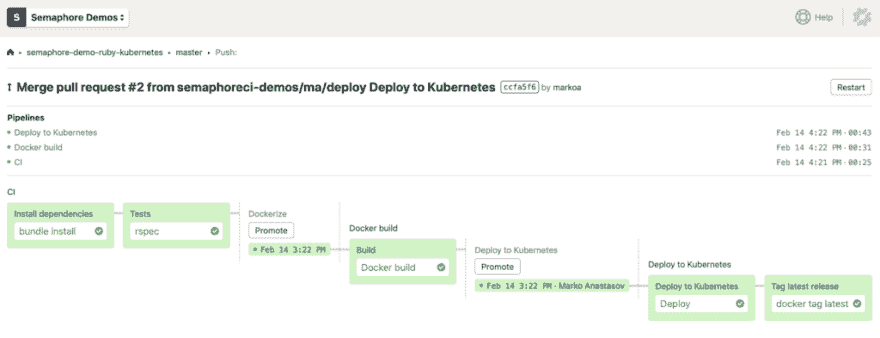 S Semaphore Demos
Help
semaphore-demo-ruby-kubernetes • master • Push:
Merge pull request #2 from semaphoreci-demos/ma/deploy Deploy to Kubernetes ccfa5f6 by markoa Restart
Pipelines
Deploy to Kubernetes Feb 14 4:22 PM · 00:43
Docker build Feb 14 4:22 PM · 00:31
CI Feb 14 4:21 PM · 00:25
CI
Install dependencies
bundle install
Tests
rspec
Dockerize
Promote
Feb 14 3:22 PM
Docker build
Build
Docker build
Deploy to Kubernetes
Promote
Feb 14 3:22 PM · Marko Anastasov
Deploy to Kubernetes
Deploy to Kubernetes
Deploy
Tag latest release
docker tag latest